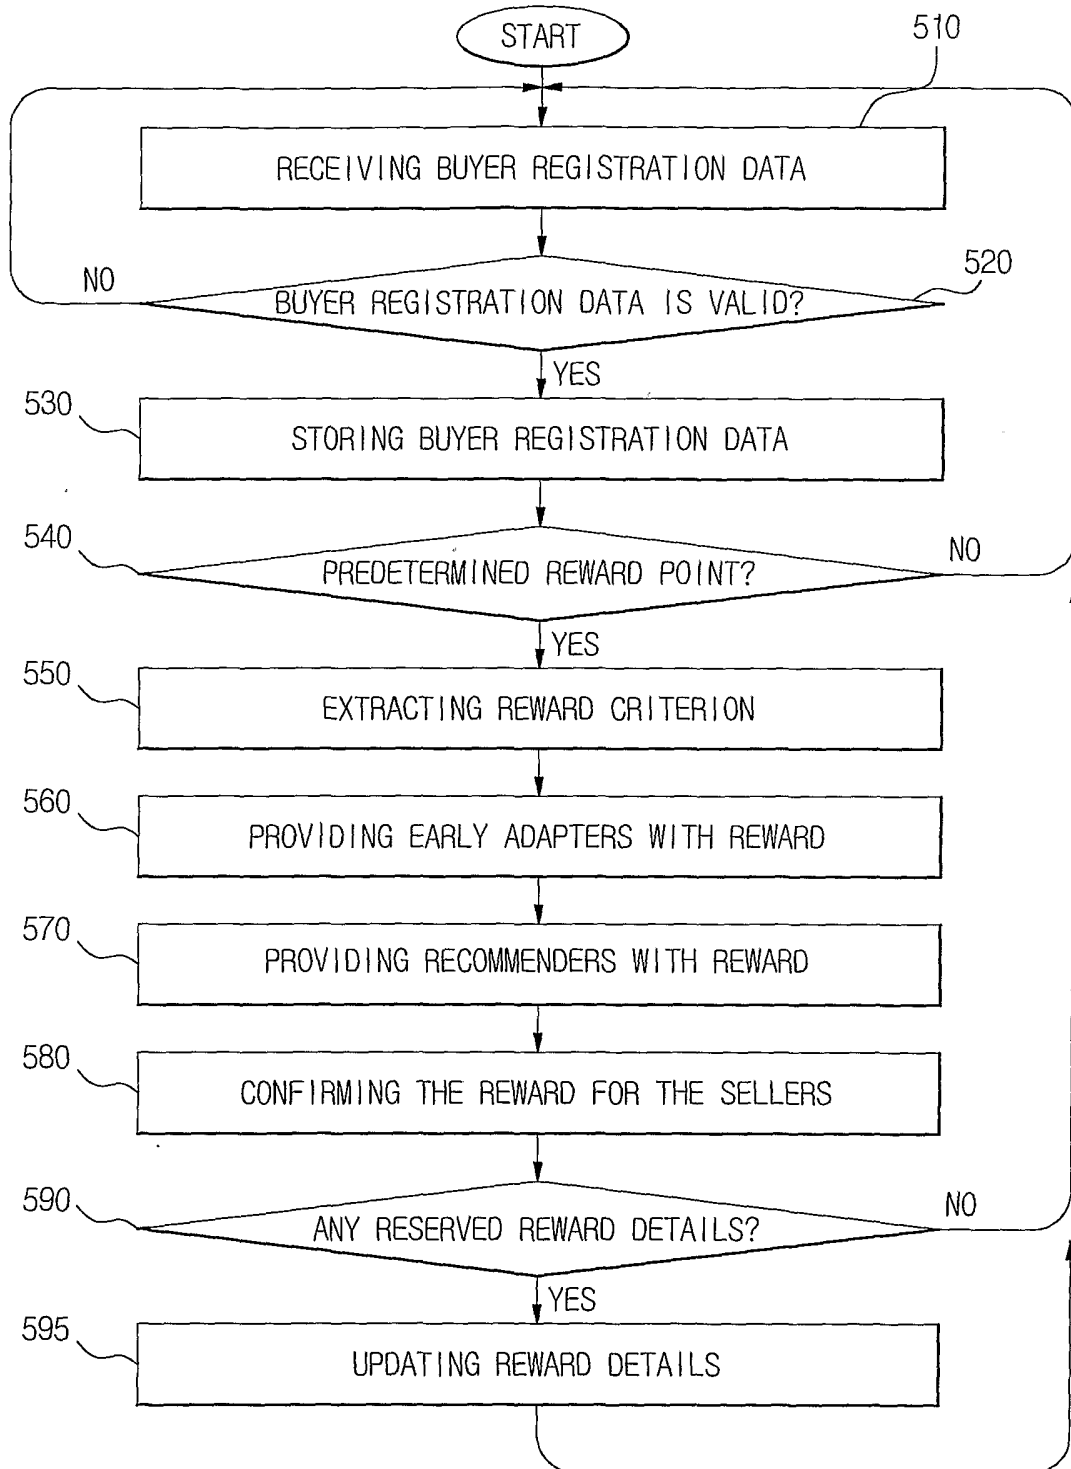 START
510
RECEIVING BUYER REGISTRATION DATA
520
NO
BUYER REGISTRATION DATA IS VALID?
YES
530
STORING BUYER REGISTRATION DATA
540
NO
PREDETERMINED REWARD POINT?
YES
550
EXTRACTING REWARD CRITERION
560
PROVIDING EARLY ADAPTERS WITH REWARD
570
PROVIDING RECOMMENDERS WITH REWARD
580
CONFIRMING THE REWARD FOR THE SELLERS
590
NO
ANY RESERVED REWARD DETAILS?
YES
595
UPDATING REWARD DETAILS